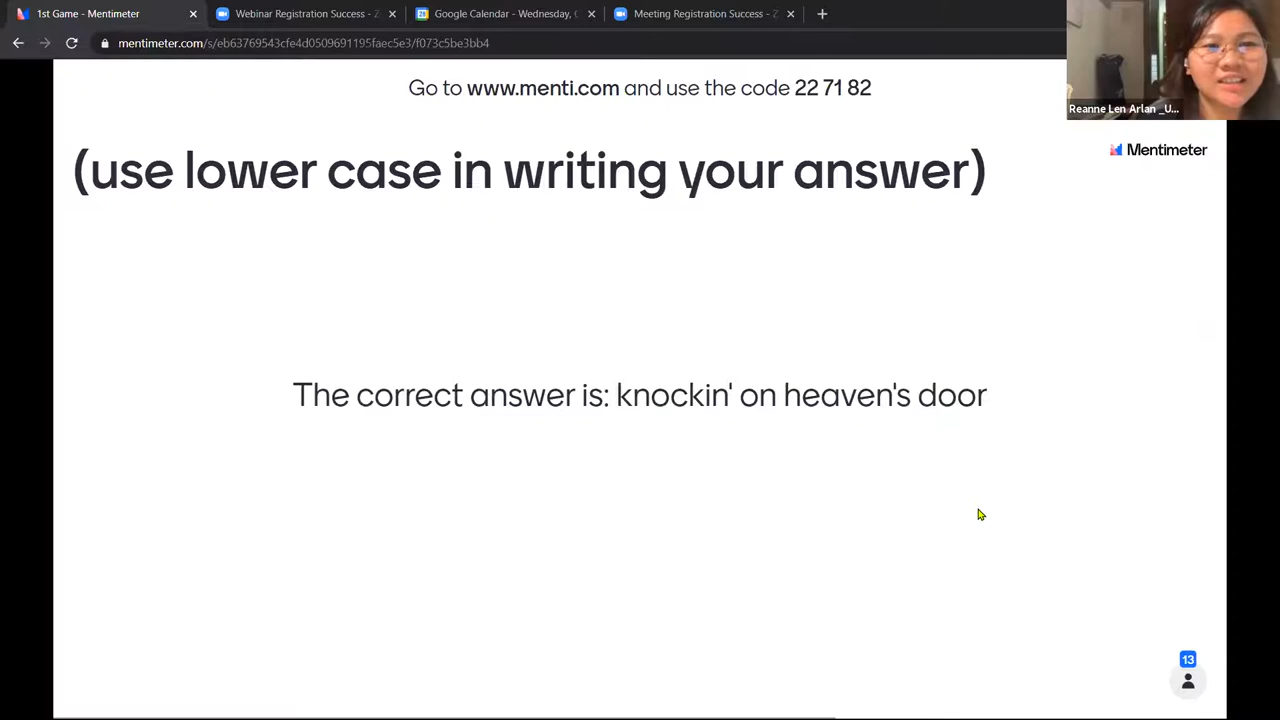 1st Game - Mentimeter
Webinar Registration Success - Z
Google Calendar - Wednesday, 
Meeting Registration Success - Z
mentimeter.com/s/eb63769543cfe4d0509691195faec5e3/f073c5be3bb4
Reanne Len Arlan _U...
Go to www.menti.com and use the code 22 71 82
Mentimeter
(use lower case in writing your answer)
The correct answer is: knockin' on heaven's door
13